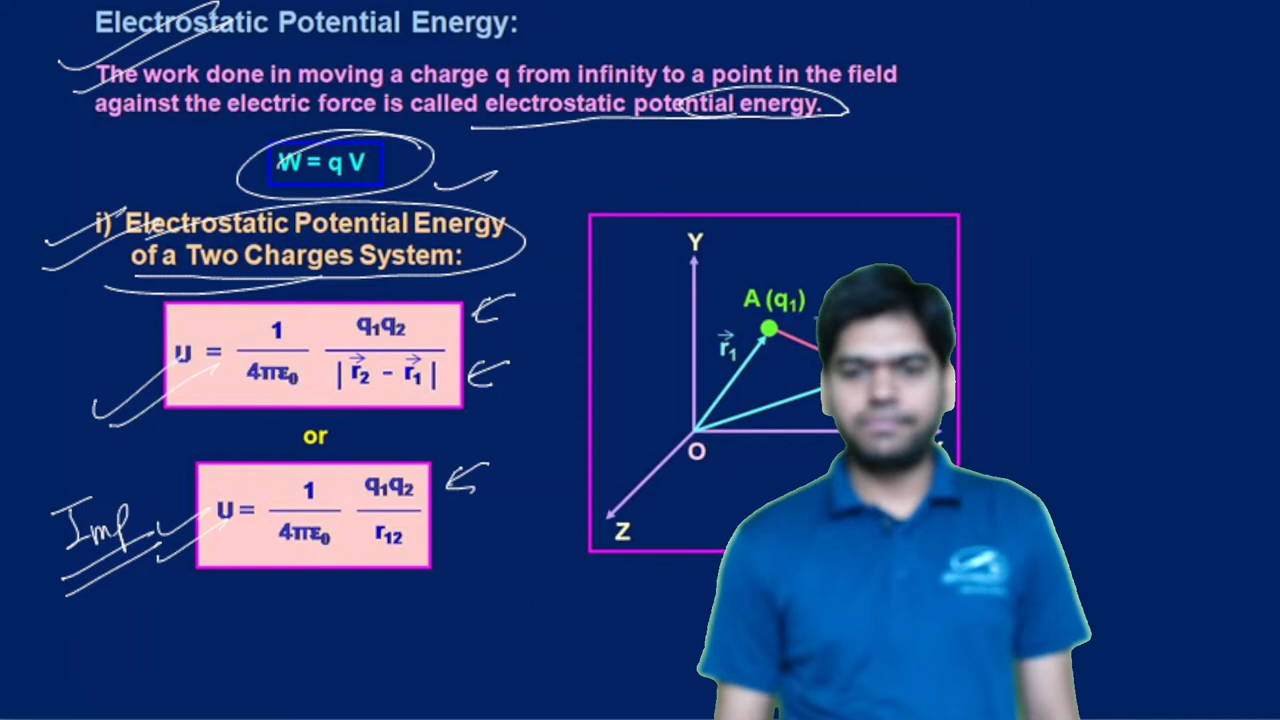 Electrostatic Potential Energy:
The work done in moving a charge q from infinity to a point in the field
against the electric force is called electrostatic potential energy.
W = q V
i) Electrostatic Potential Energy
of a Two Charges System:
U = 1 / 4πε₀ q₁q₂ / | r⃗₂ - r⃗₁ |
or
Imp
U = 1 / 4πε₀ q₁q₂ / r₁₂
Y
A (q₁)
r⃗₁
O
Z